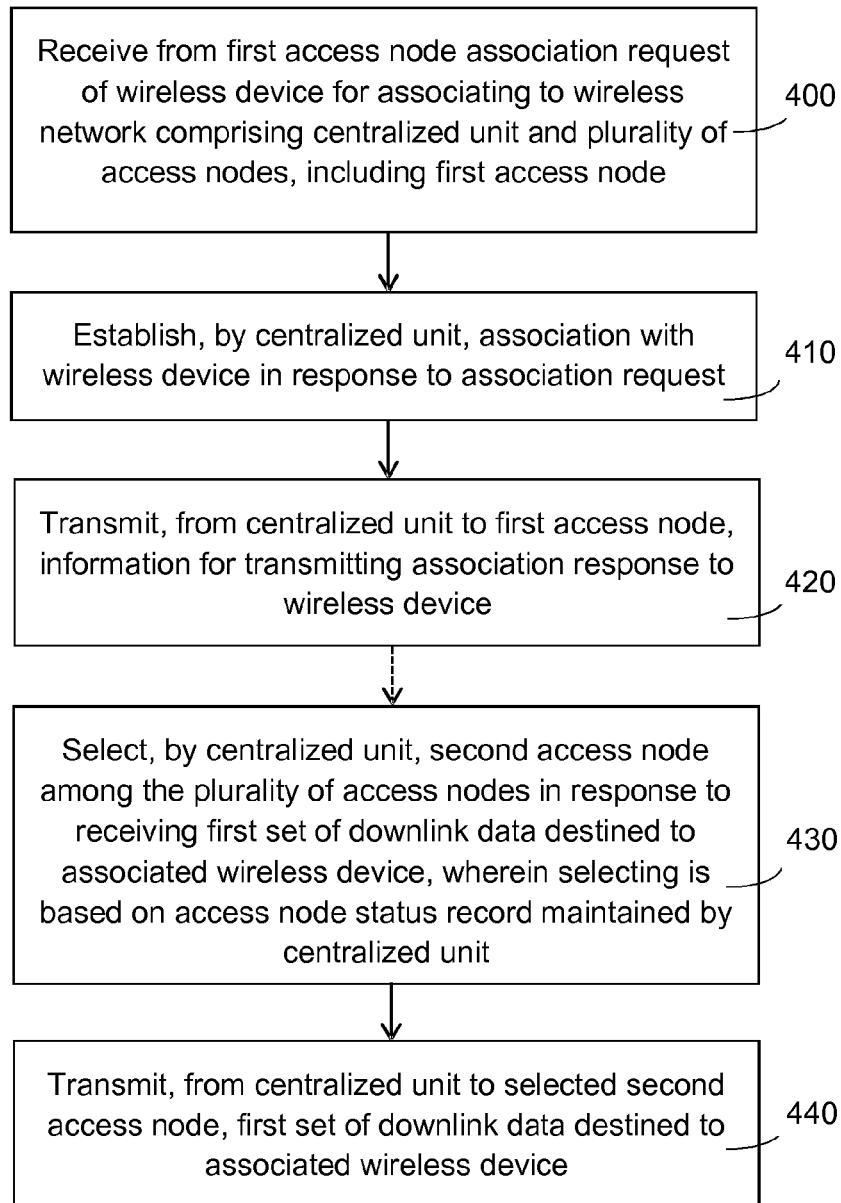 Receive from first access node association request
of wireless device for associating to wireless
network comprising centralized unit and plurality of
access nodes, including first access node
400
Establish, by centralized unit, association with
wireless device in response to association request
410
Transmit, from centralized unit to first access node,
information for transmitting association response to
wireless device
420
Select, by centralized unit, second access node
among the plurality of access nodes in response to
receiving first set of downlink data destined to
associated wireless device, wherein selecting is
based on access node status record maintained by
centralized unit
430
Transmit, from centralized unit to selected second
access node, first set of downlink data destined to
associated wireless device
440